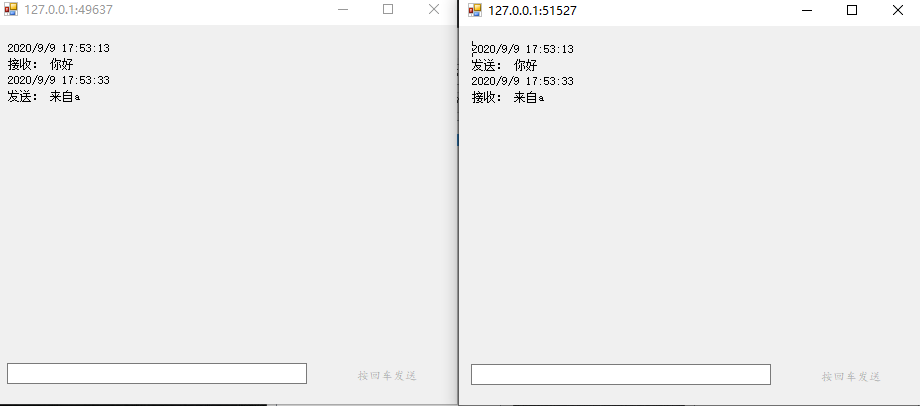 127.0.0.1:49637
2020/9/9 17:53:13
接收: 你好
2020/9/9 17:53:33
发送: 来自a
按回车发送
127.0.0.1:51527
2020/9/9 17:53:13
发送: 你好
2020/9/9 17:53:33
接收: 来自a
按回车发送